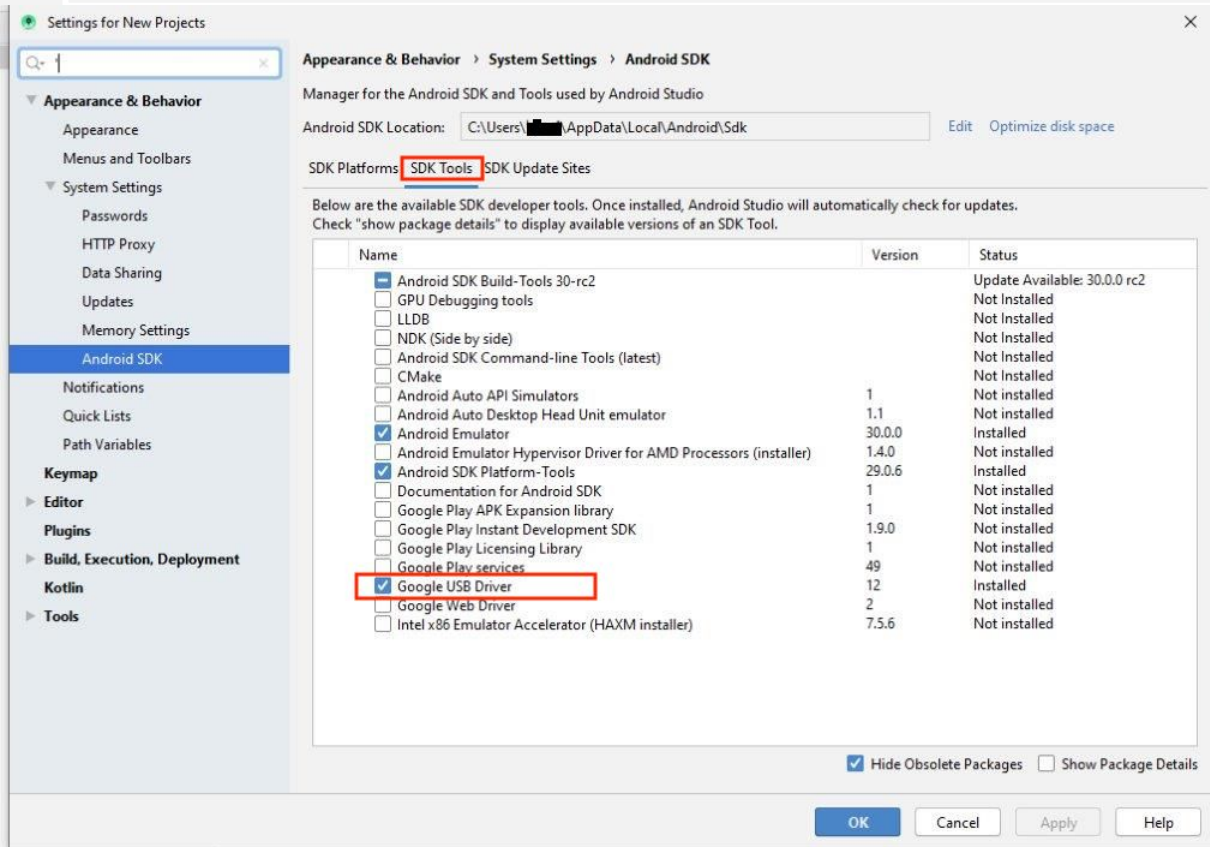 Settings for New Projects
Appearance & Behavior
Appearance
Menus and Toolbars
System Settings
Passwords
HTTP Proxy
Data Sharing
Updates
Memory Settings
Android SDK
Notifications
Quick Lists
Path Variables
Keymap
Editor
Plugins
Build, Execution, Deployment
Kotlin
Tools
Appearance & Behavior > System Settings > Android SDK
Manager for the Android SDK and Tools used by Android Studio
Android SDK Location: C:\Users\ \AppData\Local\Android\Sdk Edit Optimize disk space
SDK Platforms SDK Tools SDK Update Sites
Below are the available SDK developer tools. Once installed, Android Studio will automatically check for updates.
Check "show package details" to display available versions of an SDK Tool.
Name Version Status
Android SDK Build-Tools 30-rc2 Update Available: 30.0.0 rc2
GPU Debugging tools Not Installed
LLDB Not Installed
NDK (Side by side) Not Installed
Android SDK Command-line Tools (latest) Not Installed
CMake Not Installed
Android Auto API Simulators 1 Not installed
Android Auto Desktop Head Unit emulator 1.1 Not installed
Android Emulator 30.0.0 Installed
Android Emulator Hypervisor Driver for AMD Processors (installer) 1.4.0 Not installed
Android SDK Platform-Tools 29.0.6 Installed
Documentation for Android SDK 1 Not installed
Google Play APK Expansion library 1 Not installed
Google Play Instant Development SDK 1.9.0 Not installed
Google Play Licensing Library 1 Not installed
Google Play services 49 Not installed
Google USB Driver 12 Installed
Google Web Driver 2 Not installed
Intel x86 Emulator Accelerator (HAXM installer) 7.5.6 Not installed
Hide Obsolete Packages Show Package Details
OK Cancel Apply Help